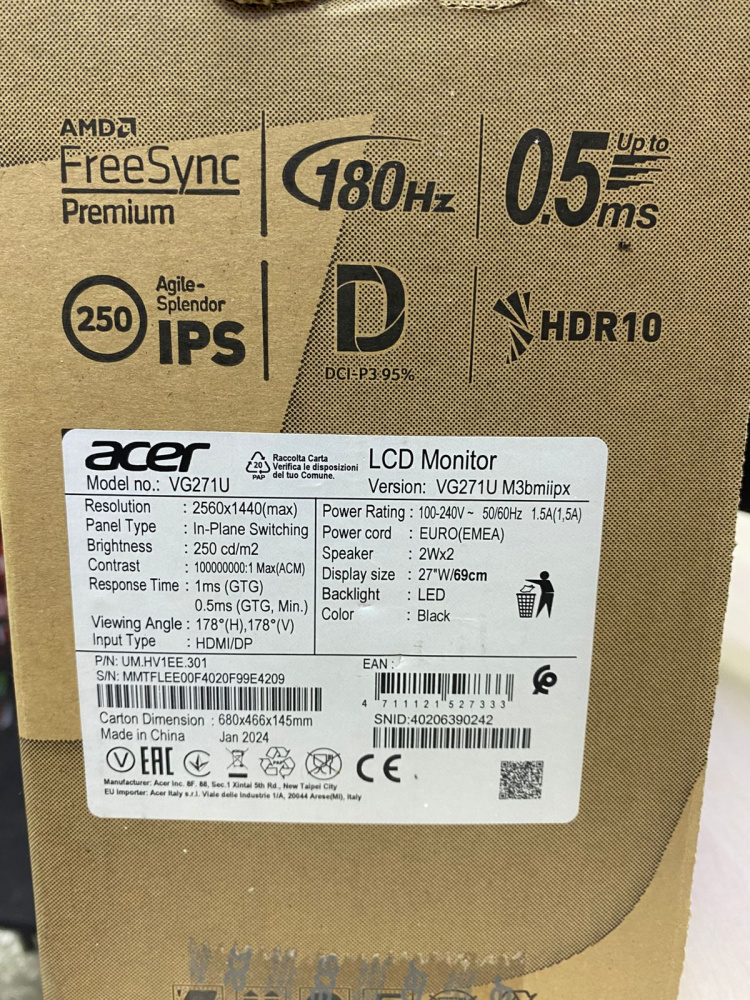 AMD
FreeSync
Premium
180Hz
Up to
0.5ms
250
Agile-
Splendor
IPS
D
DCI-P3 95%
HDR10
acer
20
PAP
Raccolta Carta
Verifica le disposizioni
del tuo Comune.
LCD Monitor
Model no.: VG271U
Version: VG271U M3bmiipx
Resolution : 2560x1440(max)
Panel Type : In-Plane Switching
Brightness : 250 cd/m2
Contrast : 100000000:1 Max(ACM)
Response Time : 1ms (GTG)
0.5ms (GTG, Min.)
Viewing Angle : 178°(H),178°(V)
Input Type : HDMI/DP
Power Rating : 100-240V ~ 50/60Hz 1.5A(1,5A)
Power cord : EURO(EMEA)
Speaker : 2Wx2
Display size : 27"W/69cm
Backlight : LED
Color : Black
P/N: UM.HV1EE.301
S/N: MMTFLEE00F4020F99E4209
EAN :
4 711121 527333
Carton Dimension : 680x466x145mm
SNID:40206390242
Made in China Jan 2024
EAC
PAP
CE
Manufacturer: Acer Inc. 8F, 88, Sec.1 Xintai 5th Rd., New Taipei City
EU Importer: Acer Italy s.r.l. Viale delle Industrie 1/A, 20044 Arese(MI), Italy